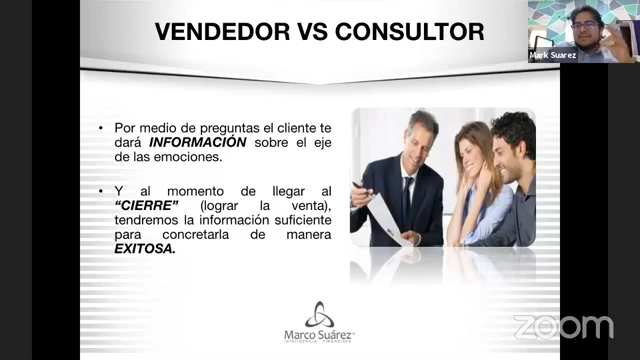 VENDEDOR VS CONSULTOR
Mark Suarez
• Por medio de preguntas el cliente te
dará INFORMACIÓN sobre el eje
de las emociones.
• Y al momento de llegar al
“CIERRE” (lograr la venta),
tendremos la información suficiente
para concretarla de manera
EXITOSA.
Marco Suárez
INTELIGENCIA FINANCIERA
zoom